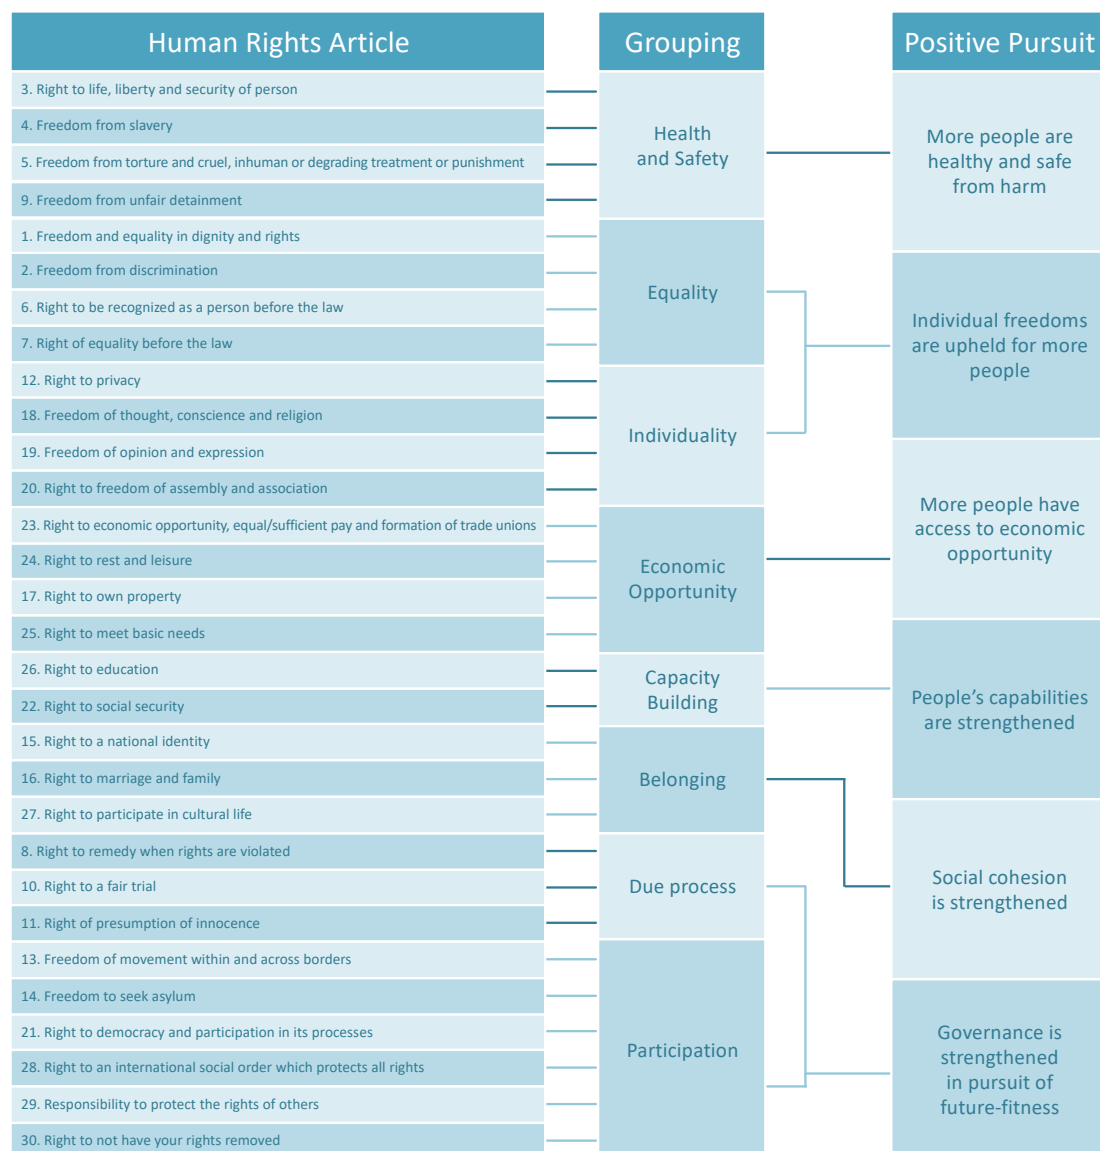 Human Rights Article
Grouping
Positive Pursuit
3. Right to life, liberty and security of person
4. Freedom from slavery
5. Freedom from torture and cruel, inhuman or degrading treatment or punishment
9. Freedom from unfair detainment
1. Freedom and equality in dignity and rights
2. Freedom from discrimination
6. Right to be recognized as a person before the law
7. Right of equality before the law
12. Right to privacy
18. Freedom of thought, conscience and religion
19. Freedom of opinion and expression
20. Right to freedom of assembly and association
23. Right to economic opportunity, equal/sufficient pay and formation of trade unions
24. Right to rest and leisure
17. Right to own property
25. Right to meet basic needs
26. Right to education
22. Right to social security
15. Right to a national identity
16. Right to marriage and family
27. Right to participate in cultural life
8. Right to remedy when rights are violated
10. Right to a fair trial
11. Right of presumption of innocence
13. Freedom of movement within and across borders
14. Freedom to seek asylum
21. Right to democracy and participation in its processes
28. Right to an international social order which protects all rights
29. Responsibility to protect the rights of others
30. Right to not have your rights removed
Health
and Safety
Equality
Individuality
Economic
Opportunity
Capacity
Building
Belonging
Due process
Participation
More people are
healthy and safe
from harm
Individual freedoms
are upheld for more
people
More people have
access to economic
opportunity
People’s capabilities
are strengthened
Social cohesion
is strengthened
Governance is
strengthened
in pursuit of
future-fitness